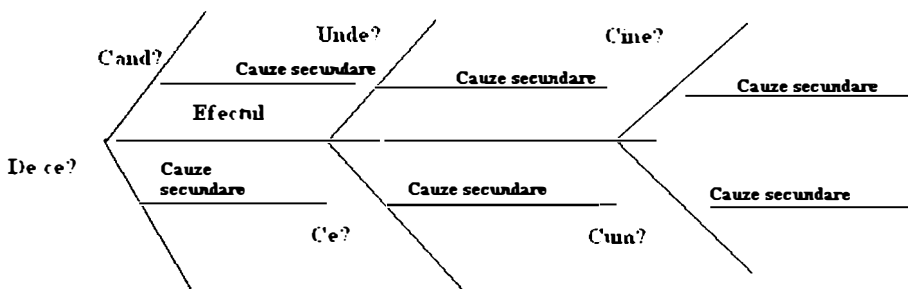 Unde?
Cine?
Cand?
Cauze secundare
Cauze secundare
Cauze secundare
Efectul
De ce?
Cauze
secundare
Cauze secundare
Cauze secundare
Ce?
Cum?